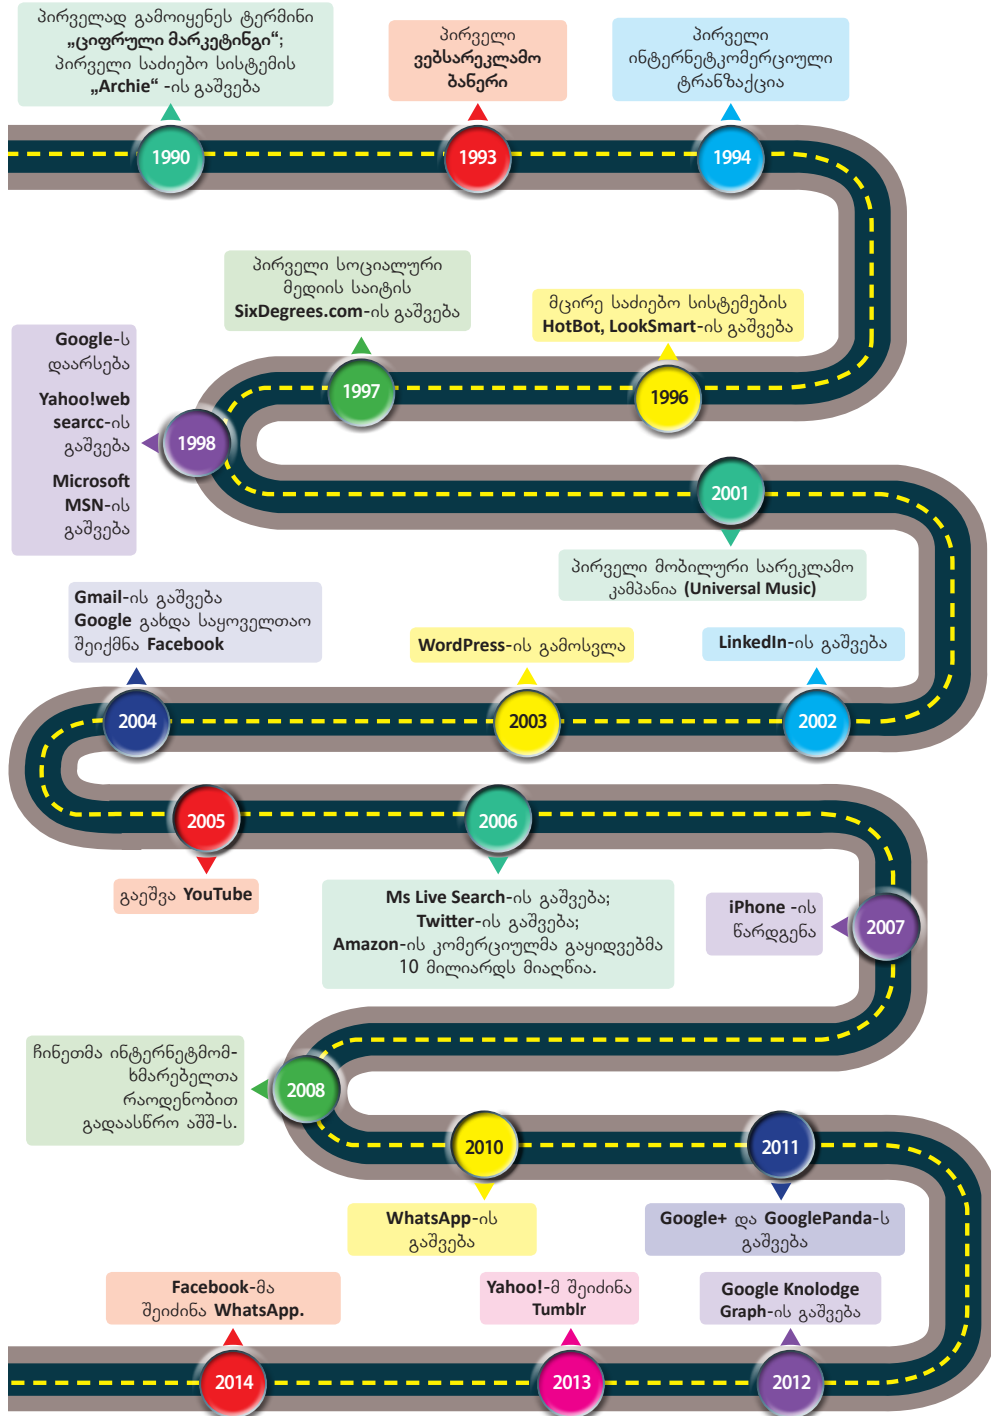 პირველად გამოიყენეს ტერმინი
„ციფრული მარკეტინგი“;
პირველი საძიებო სისტემის
„Archie“ -ის გაშვება
1990
პირველი
ვებსარეკლამო
ბანერი
1993
პირველი
ინტერნეტკომერციული
ტრანზაქცია
1994
მცირე საძიებო სისტემების
HotBot, LookSmart-ის გაშვება
1996
პირველი სოციალური
მედიის საიტის
SixDegrees.com-ის გაშვება
1997
Google-ს
დაარსება
Yahoo!web
searcc-ის
გაშვება
Microsoft
MSN-ის
გაშვება
1998
2001
პირველი მობილური სარეკლამო
კამპანია (Universal Music)
LinkedIn-ის გაშვება
2002
WordPress-ის გამოსვლა
2003
Gmail-ის გაშვება
Google გახდა საყოველთაო
შეიქმნა Facebook
2004
2005
გაეშვა YouTube
2006
Ms Live Search-ის გაშვება;
Twitter-ის გაშვება;
Amazon-ის კომერციულმა გაყიდვებმა
10 მილიარდს მიაღწია.
iPhone -ის
წარდგენა
2007
ჩინეთმა ინტერნეტმომ-
ხმარებელთა
რაოდენობით
გადაასწრო აშშ-ს.
2008
2010
WhatsApp-ის
გაშვება
2011
Google+ და GooglePanda-ს
გაშვება
Google Knolodge
Graph-ის გაშვება
2012
Yahoo!-მ შეიძინა
Tumblr
2013
Facebook-მა
შეიძინა WhatsApp.
2014